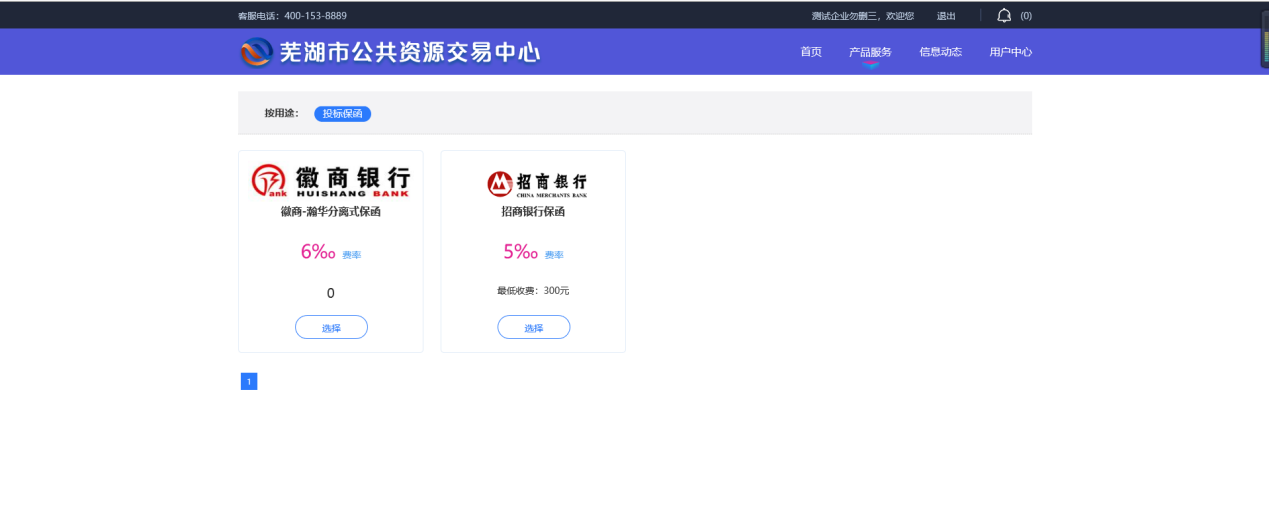 客服电话：400-153-8889
测试企业勿删三，欢迎您 退出 (0)
芜湖市公共资源交易中心
首页 产品服务 信息动态 用户中心
按用途： 投标保函
徽商银行
Bank HUISHANG BANK
徽商-瀚华分离式保函
6‰ 费率
0
选择
招商银行
CHINA MERCHANTS BANK
招商银行保函
5‰ 费率
最低收费：300元
选择
1